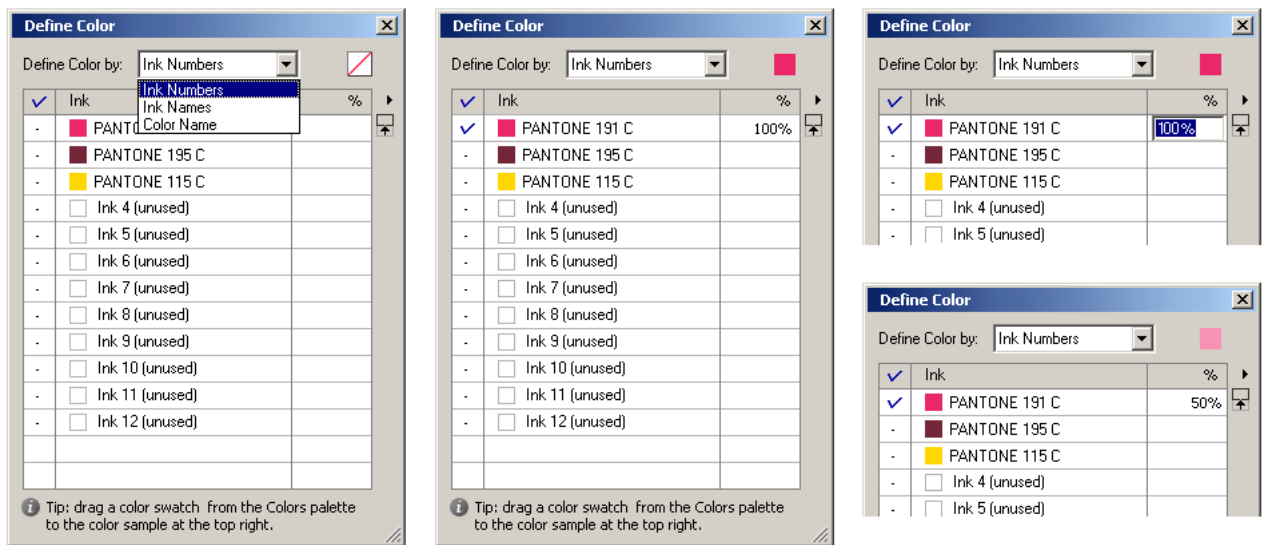 Define Color
Define Color by: Ink Numbers
Ink Numbers
Ink Names
Color Name
Ink %
PANTO
PANTONE 195 C
PANTONE 115 C
Ink 4 (unused)
Ink 5 (unused)
Ink 6 (unused)
Ink 7 (unused)
Ink 8 (unused)
Ink 9 (unused)
Ink 10 (unused)
Ink 11 (unused)
Ink 12 (unused)
Tip: drag a color swatch from the Colors palette
to the color sample at the top right.
Define Color
Define Color by: Ink Numbers
Ink %
PANTONE 191 C 100%
PANTONE 195 C
PANTONE 115 C
Ink 4 (unused)
Ink 5 (unused)
Ink 6 (unused)
Ink 7 (unused)
Ink 8 (unused)
Ink 9 (unused)
Ink 10 (unused)
Ink 11 (unused)
Ink 12 (unused)
Tip: drag a color swatch from the Colors palette
to the color sample at the top right.
Define Color
Define Color by: Ink Numbers
Ink %
PANTONE 191 C 100%
PANTONE 195 C
PANTONE 115 C
Ink 4 (unused)
Ink 5 (unused)
Define Color
Define Color by: Ink Numbers
Ink %
PANTONE 191 C 50%
PANTONE 195 C
PANTONE 115 C
Ink 4 (unused)
Ink 5 (unused)